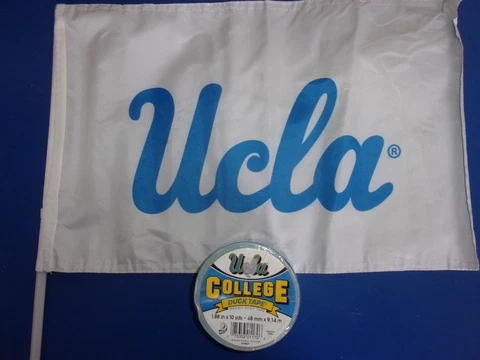 Ucla®
Ucla
COLLEGE
DUCK TAPE®
1.88 in x 10 yds • 48 mm x 9,14 m